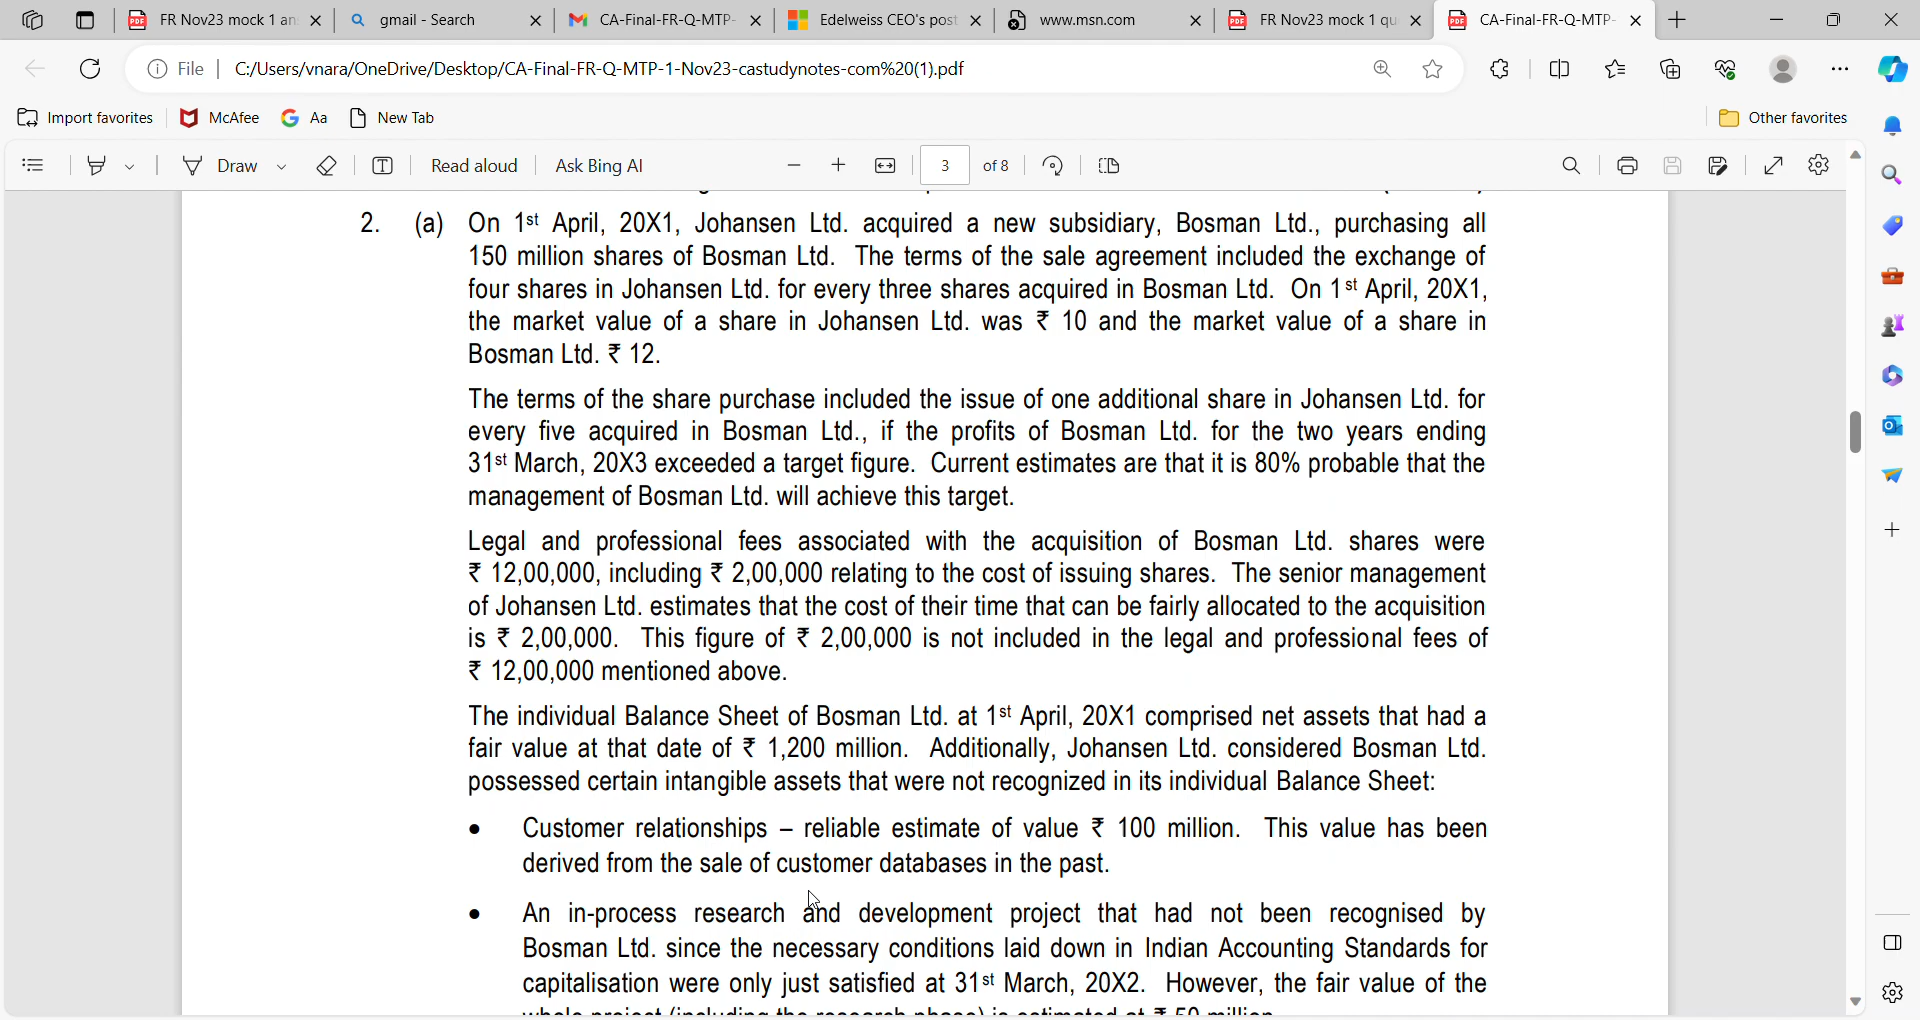 FR Nov23 mock 1 an
gmail - Search
CA-Final-FR-Q-MTP-
Edelweiss CEO's post
www.msn.com
FR Nov23 mock 1 qu
CA-Final-FR-Q-MTP-
File
C:/Users/vnara/OneDrive/Desktop/CA-Final-FR-Q-MTP-1-Nov23-castudynotes-com%20(1).pdf
Import favorites
McAfee
Aa
New Tab
Other favorites
Draw
Read aloud
Ask Bing AI
3
of 8
2. (a) On 1st April, 20X1, Johansen Ltd. acquired a new subsidiary, Bosman Ltd., purchasing all
150 million shares of Bosman Ltd. The terms of the sale agreement included the exchange of
four shares in Johansen Ltd. for every three shares acquired in Bosman Ltd. On 1st April, 20X1,
the market value of a share in Johansen Ltd. was ₹ 10 and the market value of a share in
Bosman Ltd. ₹ 12.
The terms of the share purchase included the issue of one additional share in Johansen Ltd. for
every five acquired in Bosman Ltd., if the profits of Bosman Ltd. for the two years ending
31st March, 20X3 exceeded a target figure. Current estimates are that it is 80% probable that the
management of Bosman Ltd. will achieve this target.
Legal and professional fees associated with the acquisition of Bosman Ltd. shares were
₹ 12,00,000, including ₹ 2,00,000 relating to the cost of issuing shares. The senior management
of Johansen Ltd. estimates that the cost of their time that can be fairly allocated to the acquisition
is ₹ 2,00,000. This figure of ₹ 2,00,000 is not included in the legal and professional fees of
₹ 12,00,000 mentioned above.
The individual Balance Sheet of Bosman Ltd. at 1st April, 20X1 comprised net assets that had a
fair value at that date of ₹ 1,200 million. Additionally, Johansen Ltd. considered Bosman Ltd.
possessed certain intangible assets that were not recognized in its individual Balance Sheet:
• Customer relationships – reliable estimate of value ₹ 100 million. This value has been
derived from the sale of customer databases in the past.
• An in-process research and development project that had not been recognised by
Bosman Ltd. since the necessary conditions laid down in Indian Accounting Standards for
capitalisation were only just satisfied at 31st March, 20X2. However, the fair value of the
whole project (including the research phase) is estimated at ₹ 50 million.